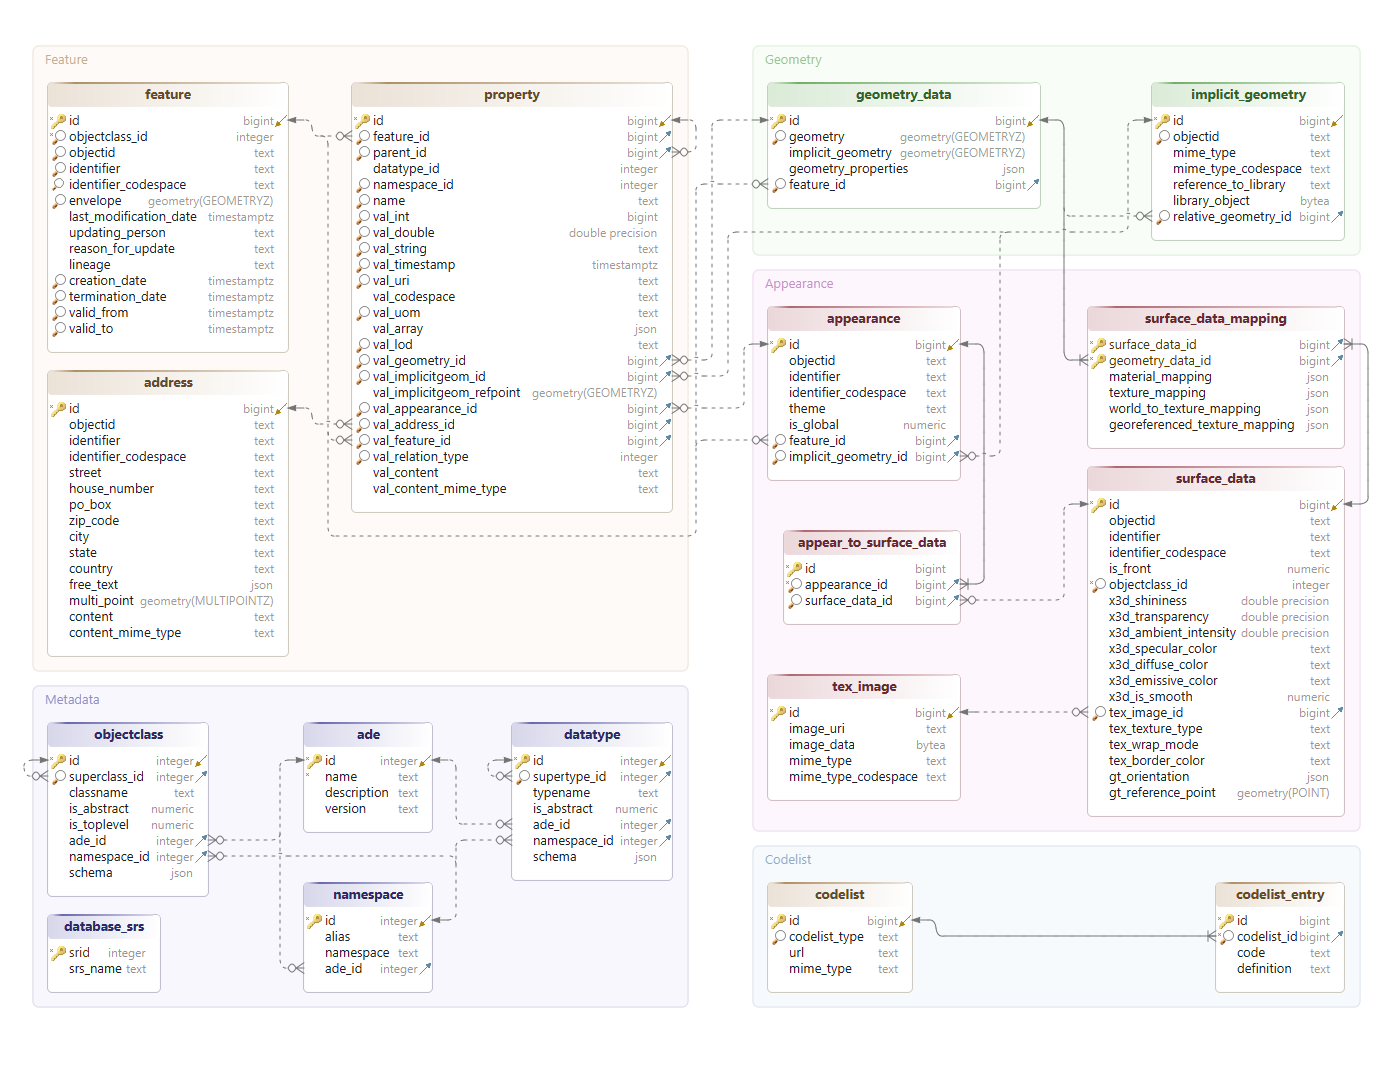 Feature
feature
id bigint
objectclass_id integer
objectid text
identifier text
identifier_codespace text
envelope geometry(GEOMETRYZ)
last_modification_date timestamptz
updating_person text
reason_for_update text
lineage text
creation_date timestamptz
termination_date timestamptz
valid_from timestamptz
valid_to timestamptz
address
id bigint
objectid text
identifier text
identifier_codespace text
street text
house_number text
po_box text
zip_code text
city text
state text
country text
free_text json
multi_point geometry(MULTIPOINTZ)
content text
content_mime_type text
property
id bigint
feature_id bigint
parent_id bigint
datatype_id integer
namespace_id integer
name text
val_int bigint
val_double double precision
val_string text
val_timestamp timestamptz
val_uri text
val_codespace text
val_uom text
val_array json
val_lod text
val_geometry_id bigint
val_implicitgeom_id bigint
val_implicitgeom_refpoint geometry(GEOMETRYZ)
val_appearance_id bigint
val_address_id bigint
val_feature_id bigint
val_relation_type integer
val_content text
val_content_mime_type text
Geometry
geometry_data
id bigint
geometry geometry(GEOMETRYZ)
implicit_geometry geometry(GEOMETRYZ)
geometry_properties json
feature_id bigint
implicit_geometry
id bigint
objectid text
mime_type text
mime_type_codespace text
reference_to_library text
library_object bytea
relative_geometry_id bigint
Appearance
appearance
id bigint
objectid text
identifier text
identifier_codespace text
theme text
is_global numeric
feature_id bigint
implicit_geometry_id bigint
appear_to_surface_data
id bigint
appearance_id bigint
surface_data_id bigint
tex_image
id bigint
image_uri text
image_data bytea
mime_type text
mime_type_codespace text
surface_data_mapping
surface_data_id bigint
geometry_data_id bigint
material_mapping json
texture_mapping json
world_to_texture_mapping json
georeferenced_texture_mapping json
surface_data
id bigint
objectid text
identifier text
identifier_codespace text
is_front numeric
objectclass_id integer
x3d_shininess double precision
x3d_transparency double precision
x3d_ambient_intensity double precision
x3d_specular_color text
x3d_diffuse_color text
x3d_emissive_color text
x3d_is_smooth numeric
tex_image_id bigint
tex_texture_type text
tex_wrap_mode text
tex_border_color text
gt_orientation json
gt_reference_point geometry(POINT)
Metadata
objectclass
id integer
superclass_id integer
classname text
is_abstract numeric
is_toplevel numeric
ade_id integer
namespace_id integer
schema json
database_srs
srid integer
srs_name text
ade
id integer
name text
description text
version text
namespace
id integer
alias text
namespace text
ade_id integer
datatype
id integer
supertype_id integer
typename text
is_abstract numeric
ade_id integer
namespace_id integer
schema json
Codelist
codelist
id bigint
codelist_type text
url text
mime_type text
codelist_entry
id bigint
codelist_id bigint
code text
definition text